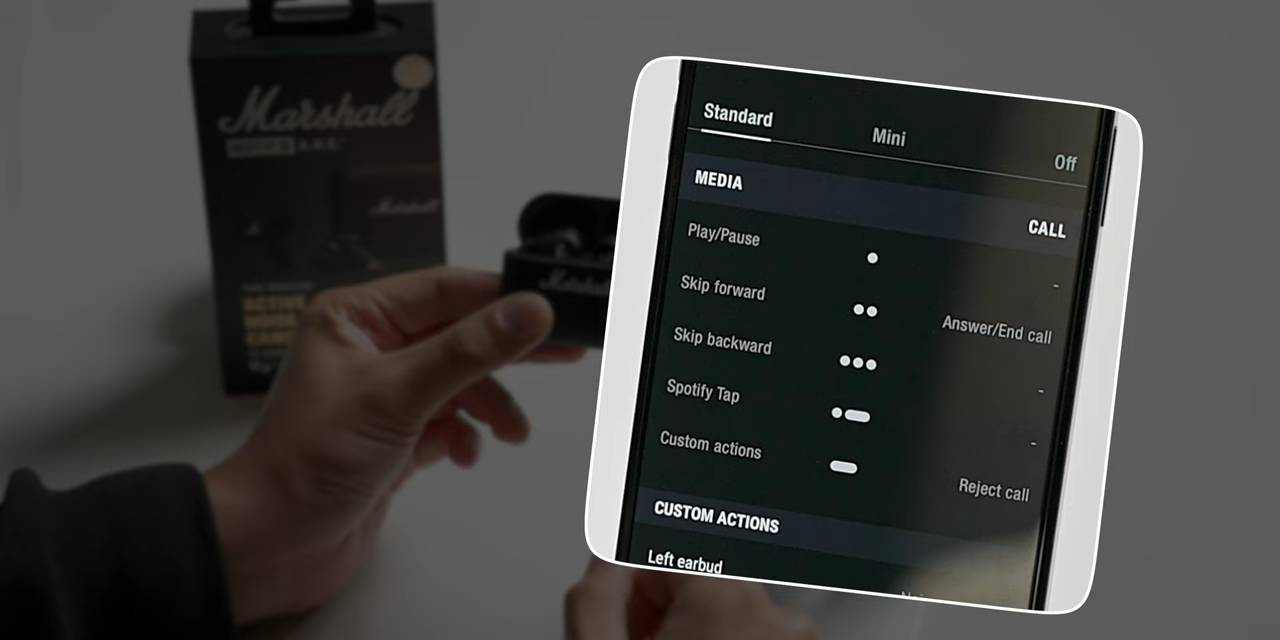 Marshall
A.N.C.
Marshall
ACTIVE
Marshall
Standard Mini Off
MEDIA CALL
Play/Pause -
Skip forward Answer/End call
Skip backward -
Spotify Tap -
Custom actions Reject call
CUSTOM ACTIONS
Left earbud